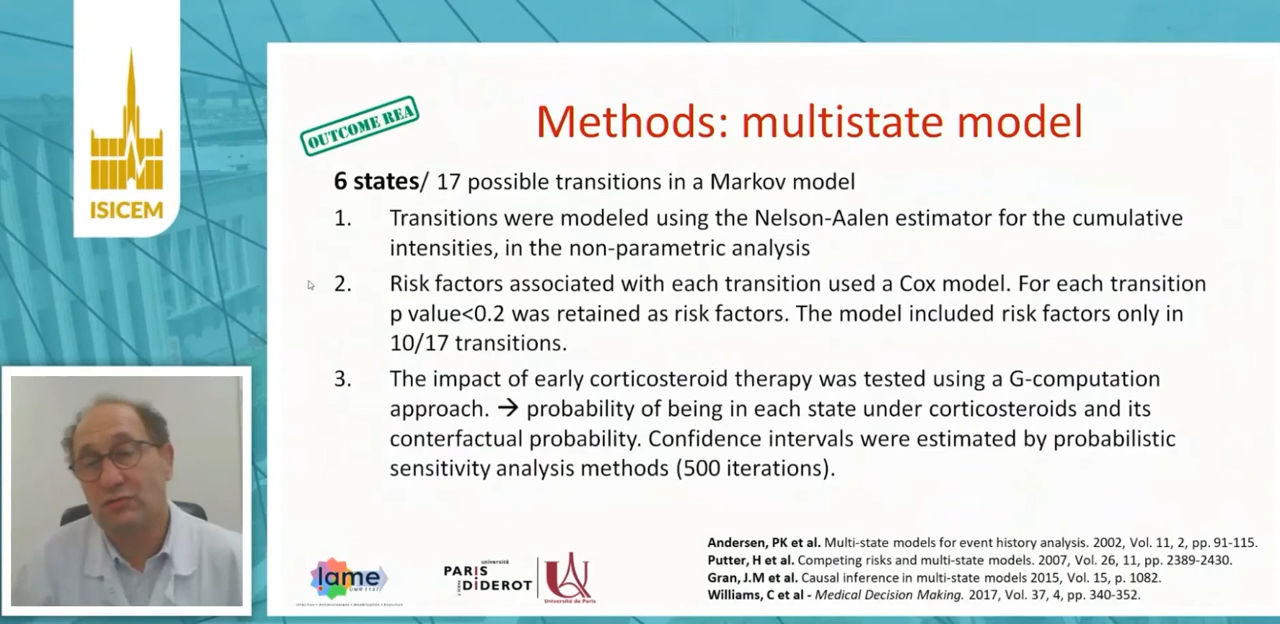 ISICEM
OUTCOME REA
Methods: multistate model
6 states/ 17 possible transitions in a Markov model
1. Transitions were modeled using the Nelson-Aalen estimator for the cumulative
intensities, in the non-parametric analysis
2. Risk factors associated with each transition used a Cox model. For each transition
p value<0.2 was retained as risk factors. The model included risk factors only in
10/17 transitions.
3. The impact of early corticosteroid therapy was tested using a G-computation
approach. → probability of being in each state under corticosteroids and its
conterfactual probability. Confidence intervals were estimated by probabilistic
sensitivity analysis methods (500 iterations).
Andersen, PK et al. Multi-state models for event history analysis. 2002, Vol. 11, 2, pp. 91-115.
Putter, H et al. Competing risks and multi-state models. 2007, Vol. 26, 11, pp. 2389-2430.
Gran, J.M et al. Causal inference in multi-state models 2015, Vol. 15, p. 1082.
Williams, C et al - Medical Decision Making. 2017, Vol. 37, 4, pp. 340-352.
iame
université
PARIS
DIDEROT
Université de Paris